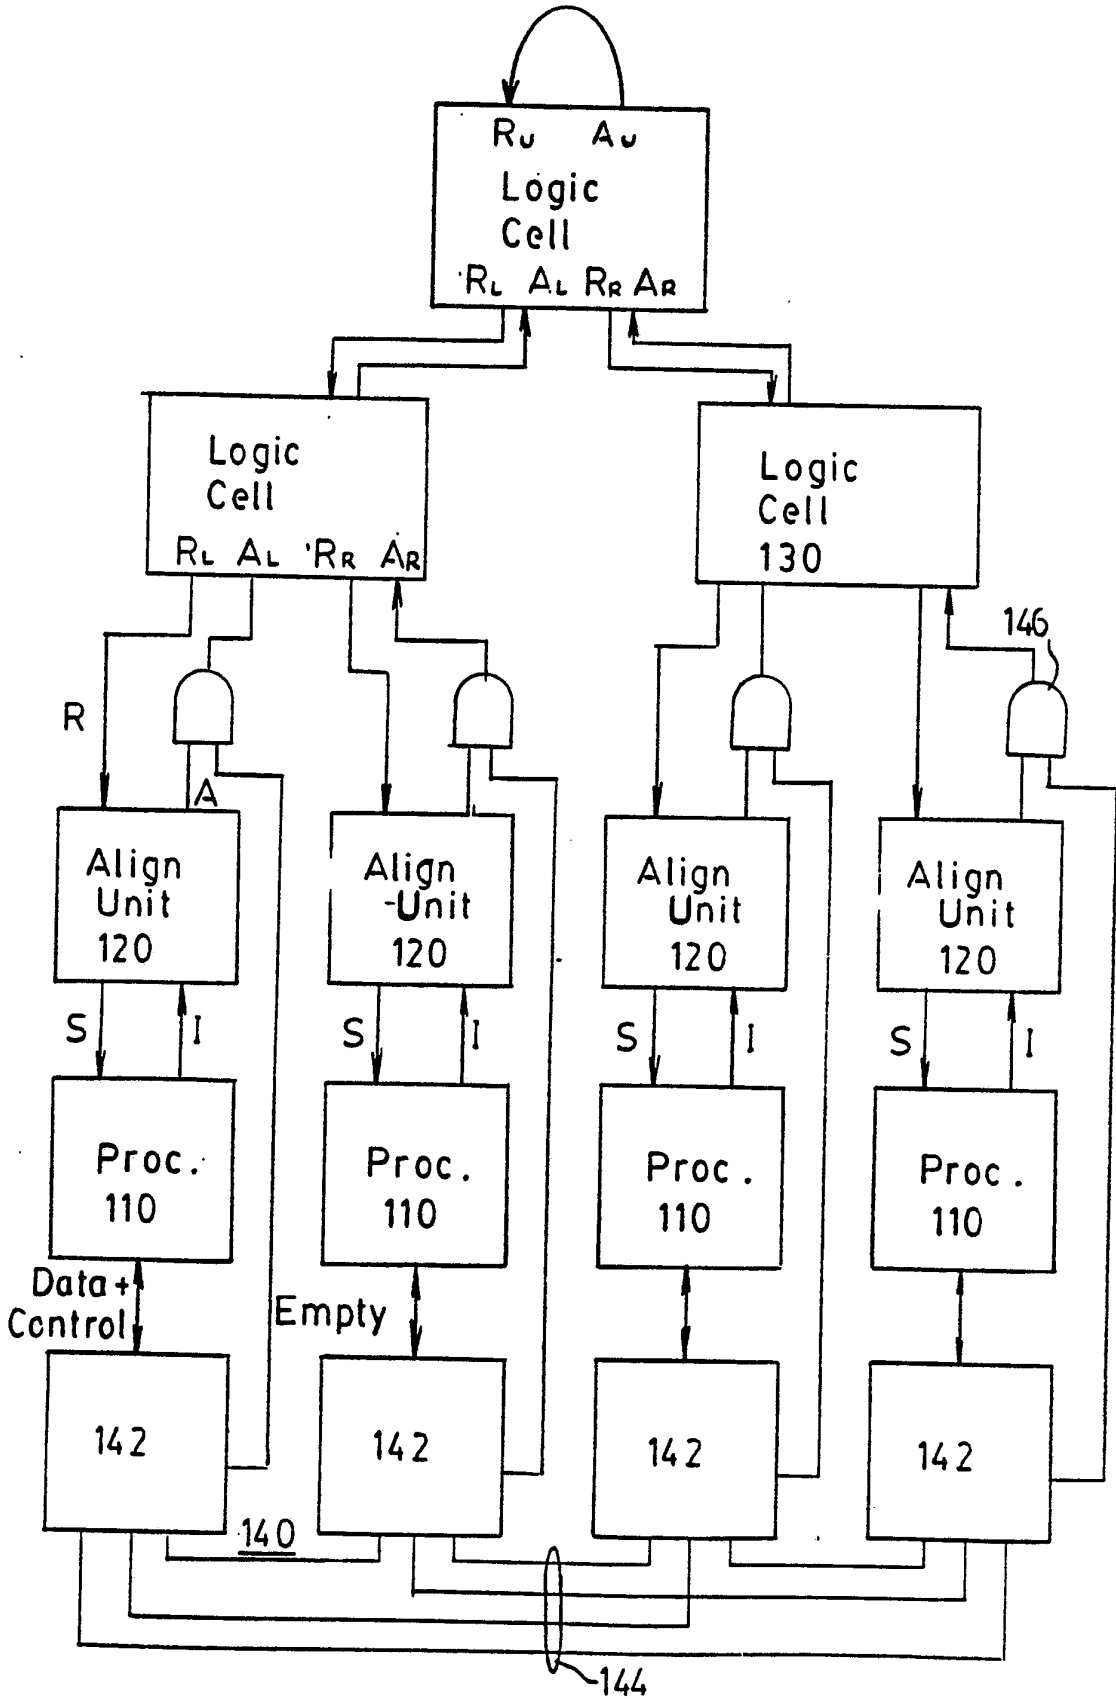 RU AU
Logic
Cell
RL AL RR AR
Logic
Cell
RL AL RR AR
Logic
Cell
130
146
R
A
Align
Unit
120
Align
Unit
120
Align
Unit
120
Align
Unit
120
S I
S I
S I
S I
Proc.
110
Proc.
110
Proc.
110
Proc.
110
Data+
Control
Empty
142
142
142
142
140
144